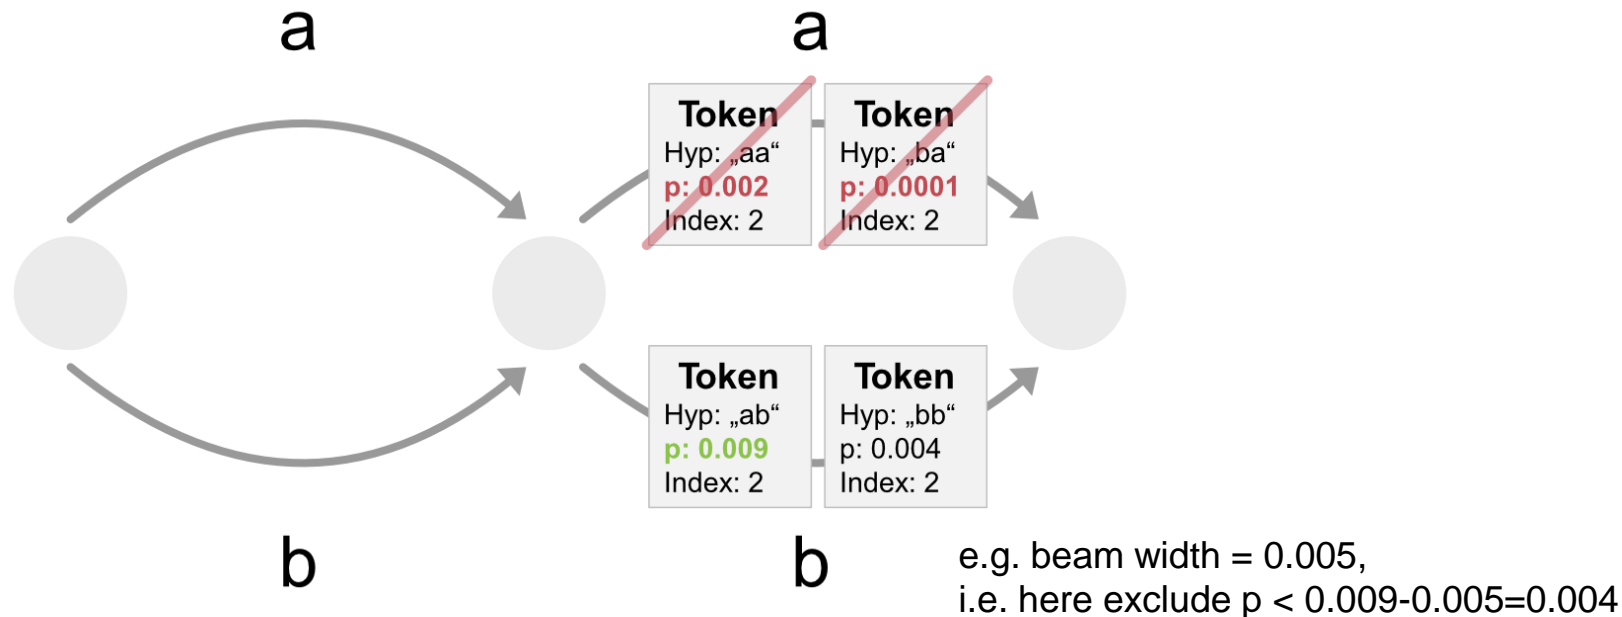 a
a
Token
Hyp: „aa“
p: 0.002
Index: 2
Token
Hyp: „ba“
p: 0.0001
Index: 2
Token
Hyp: „ab“
p: 0.009
Index: 2
Token
Hyp: „bb“
p: 0.004
Index: 2
b
b
e.g. beam width = 0.005,
i.e. here exclude p < 0.009-0.005=0.004